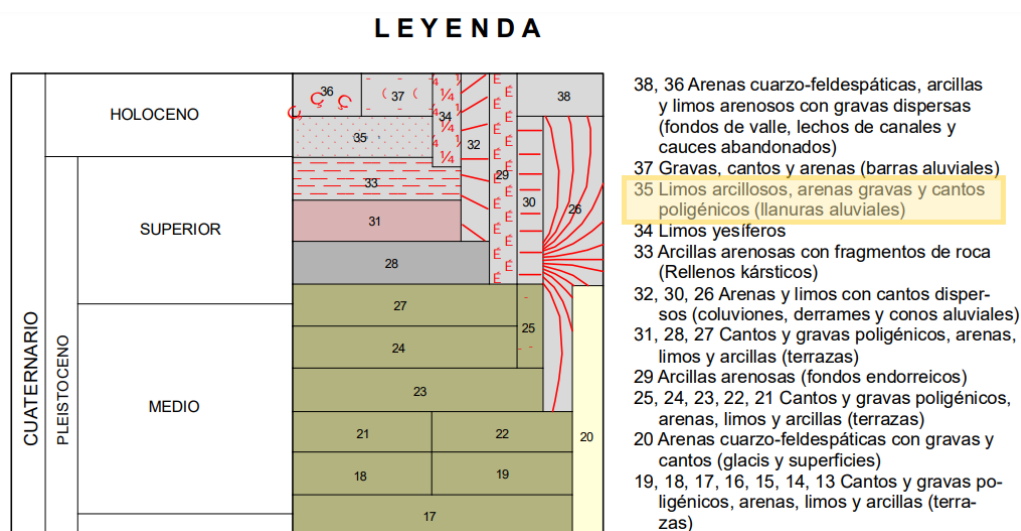 LEYENDA
HOLOCENO
SUPERIOR
MEDIO
CUATERNARIO
PLEISTOCENO
36
37
34
38
35
32
29
33
30
26
31
28
27
25
24
23
21
22
20
18
19
17
38, 36 Arenas cuarzo-feldespáticas, arcillas
y limos arenosos con gravas dispersas
(fondos de valle, lechos de canales y
cauces abandonados)
37 Gravas, cantos y arenas (barras aluviales)
35 Limos arcillosos, arenas gravas y cantos
poligénicos (llanuras aluviales)
34 Limos yesíferos
33 Arcillas arenosas con fragmentos de roca
(Rellenos kársticos)
32, 30, 26 Arenas y limos con cantos disper-
sos (coluviones, derrames y conos aluviales)
31, 28, 27 Cantos y gravas poligénicos, arenas,
limos y arcillas (terrazas)
29 Arcillas arenosas (fondos endorreicos)
25, 24, 23, 22, 21 Cantos y gravas poligénicos,
arenas, limos y arcillas (terrazas)
20 Arenas cuarzo-feldespáticas con gravas y
cantos (glacis y superficies)
19, 18, 17, 16, 15, 14, 13 Cantos y gravas po-
ligénicos, arenas, limos y arcillas (terra-
zas)